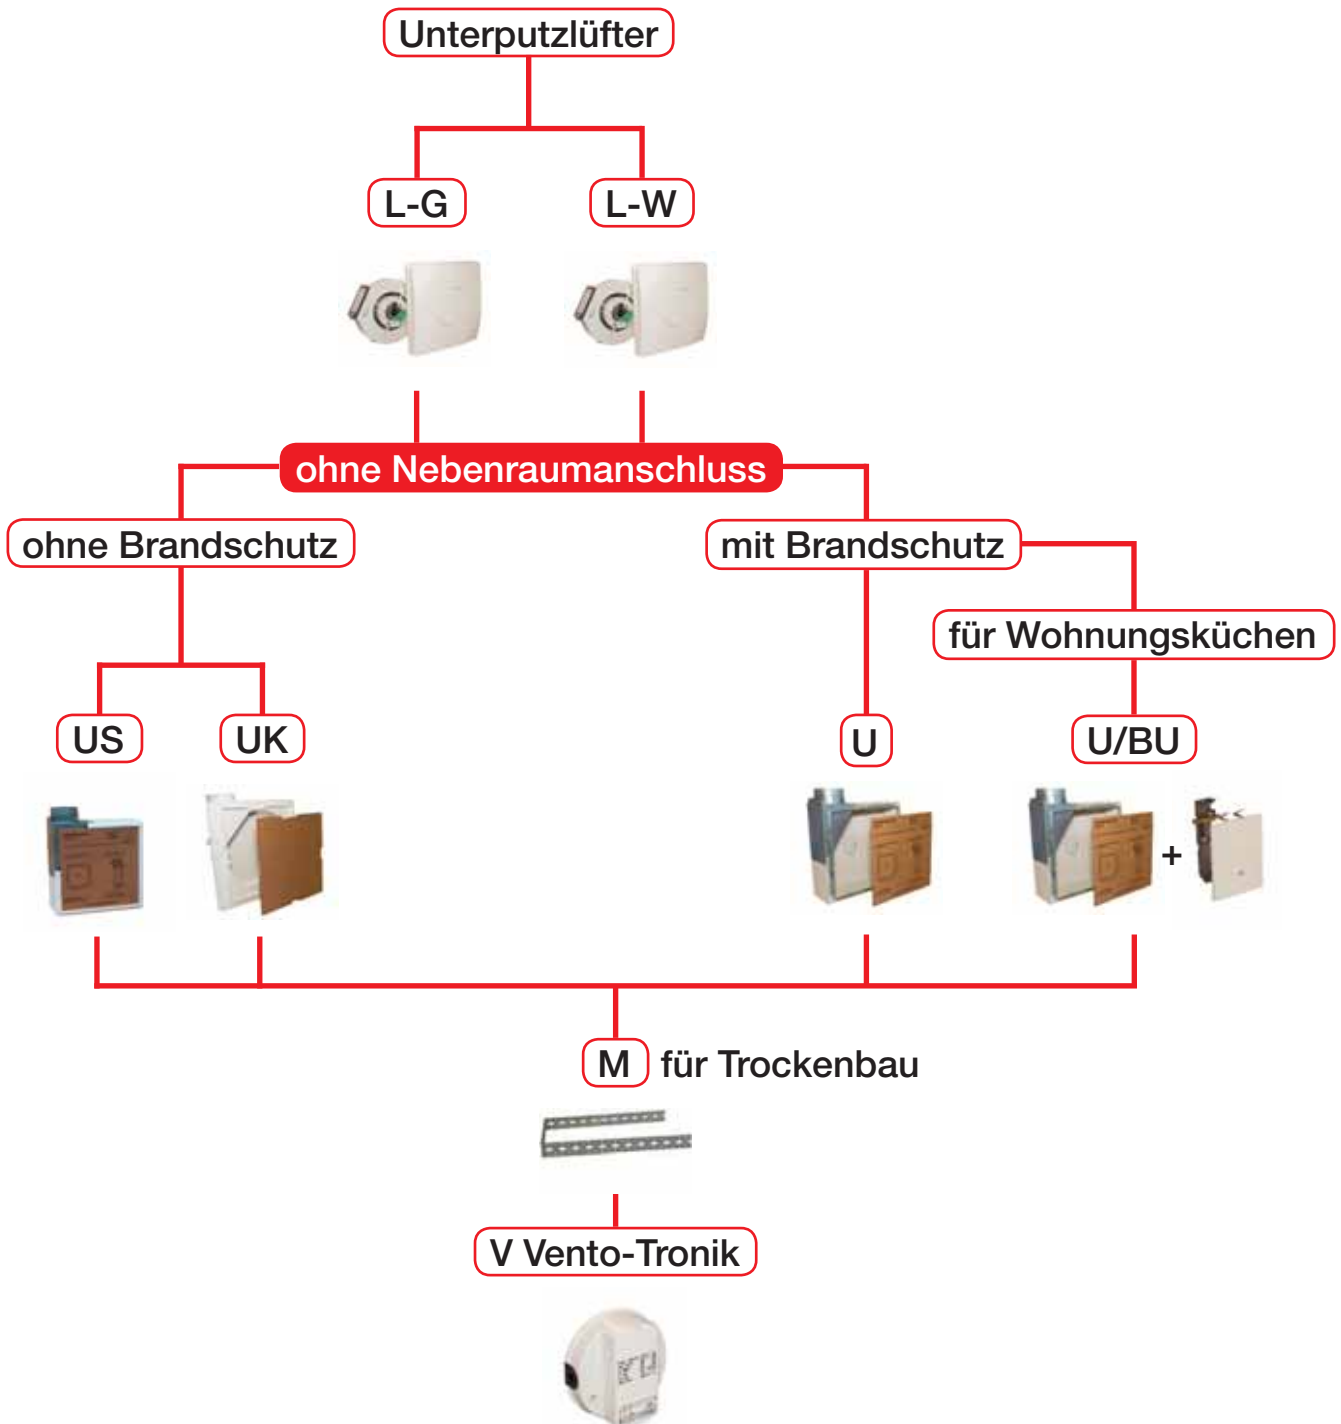 Unterputzlüfter
L-G
L-W
ohne Nebenraumanschluss
ohne Brandschutz
mit Brandschutz
für Wohnungsküchen
US
UK
U
U/BU
+
M für Trockenbau
V Vento-Tronik